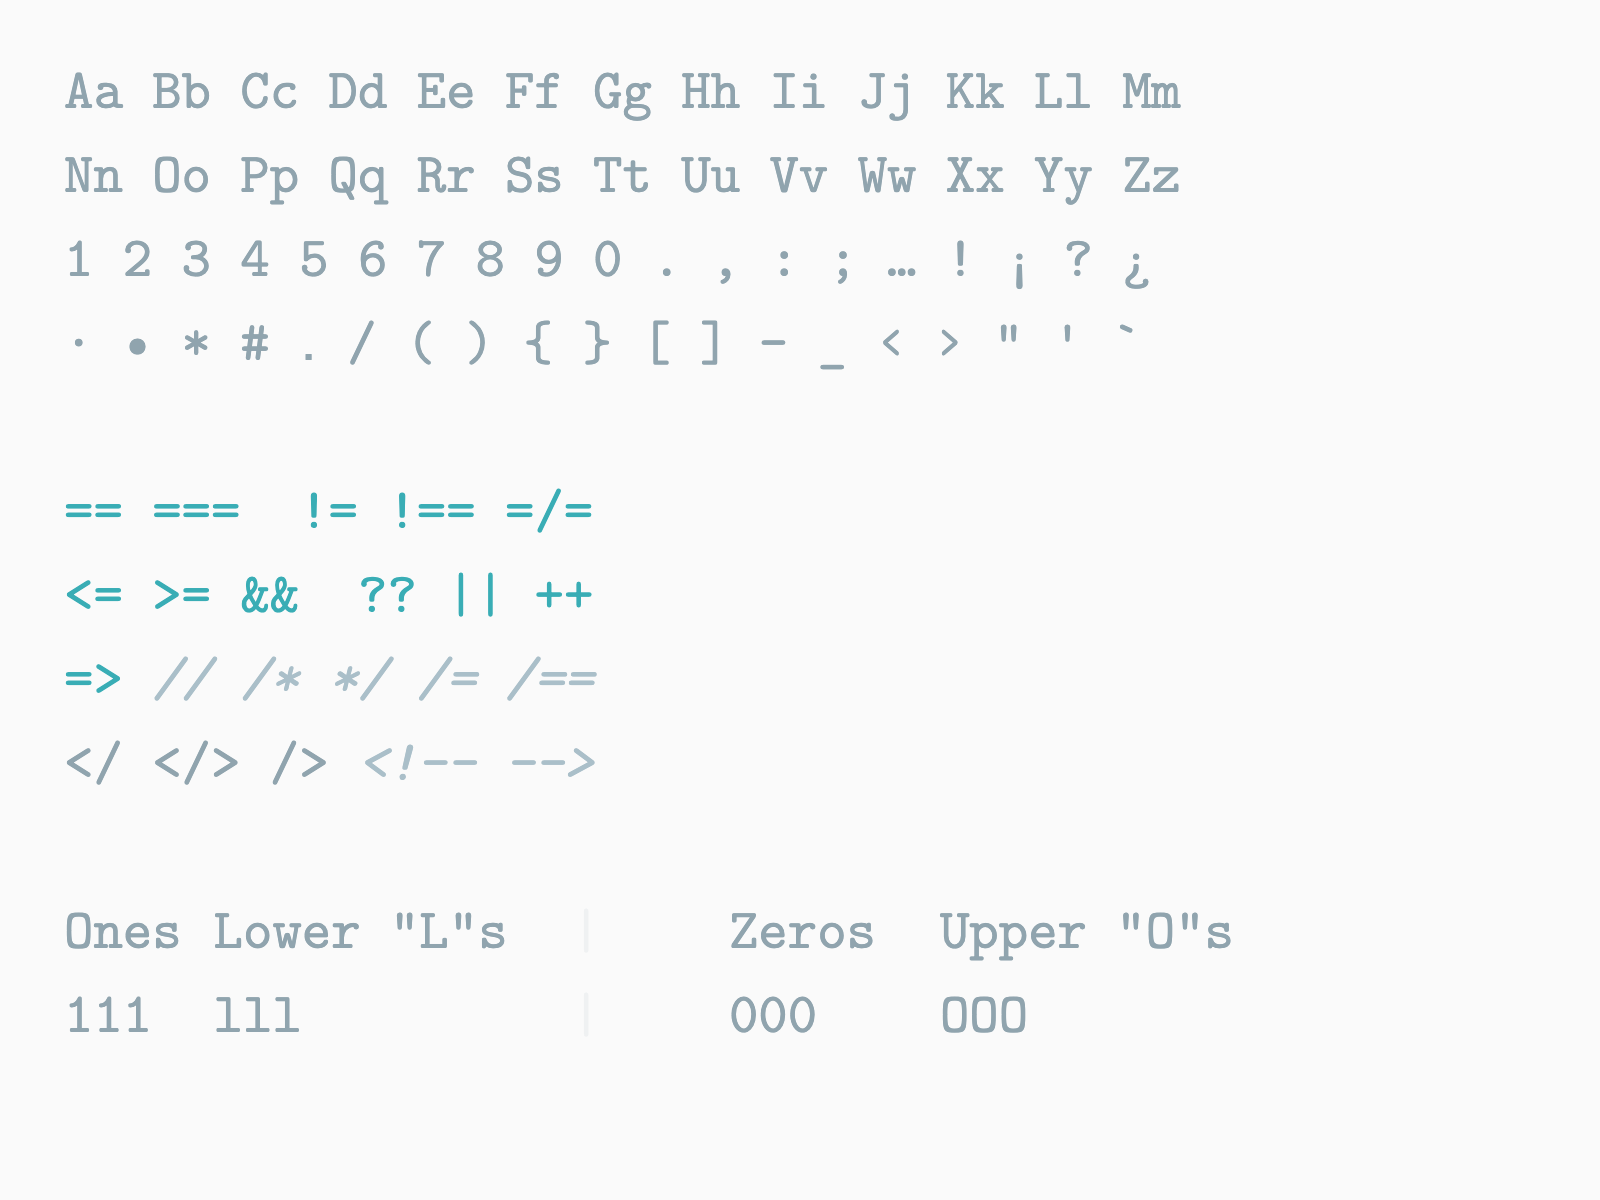 Aa Bb Cc Dd Ee Ff Gg Hh Ii Jj Kk Ll Mm
Nn Oo Pp Qq Rr Ss Tt Uu Vv Ww Xx Yy Zz
1 2 3 4 5 6 7 8 9 0 . , : ; … ! ¡ ? ¿
· • * # . / ( ) { } [ ] - _ < > " ' `
== ===  != !== =/=
<= >= &&  ?? || ++
=> // /* */ /= /==
</ </> /> <!-- -->
Ones Lower "L"s | Zeros Upper "O"s
111 lll | 000 OOO